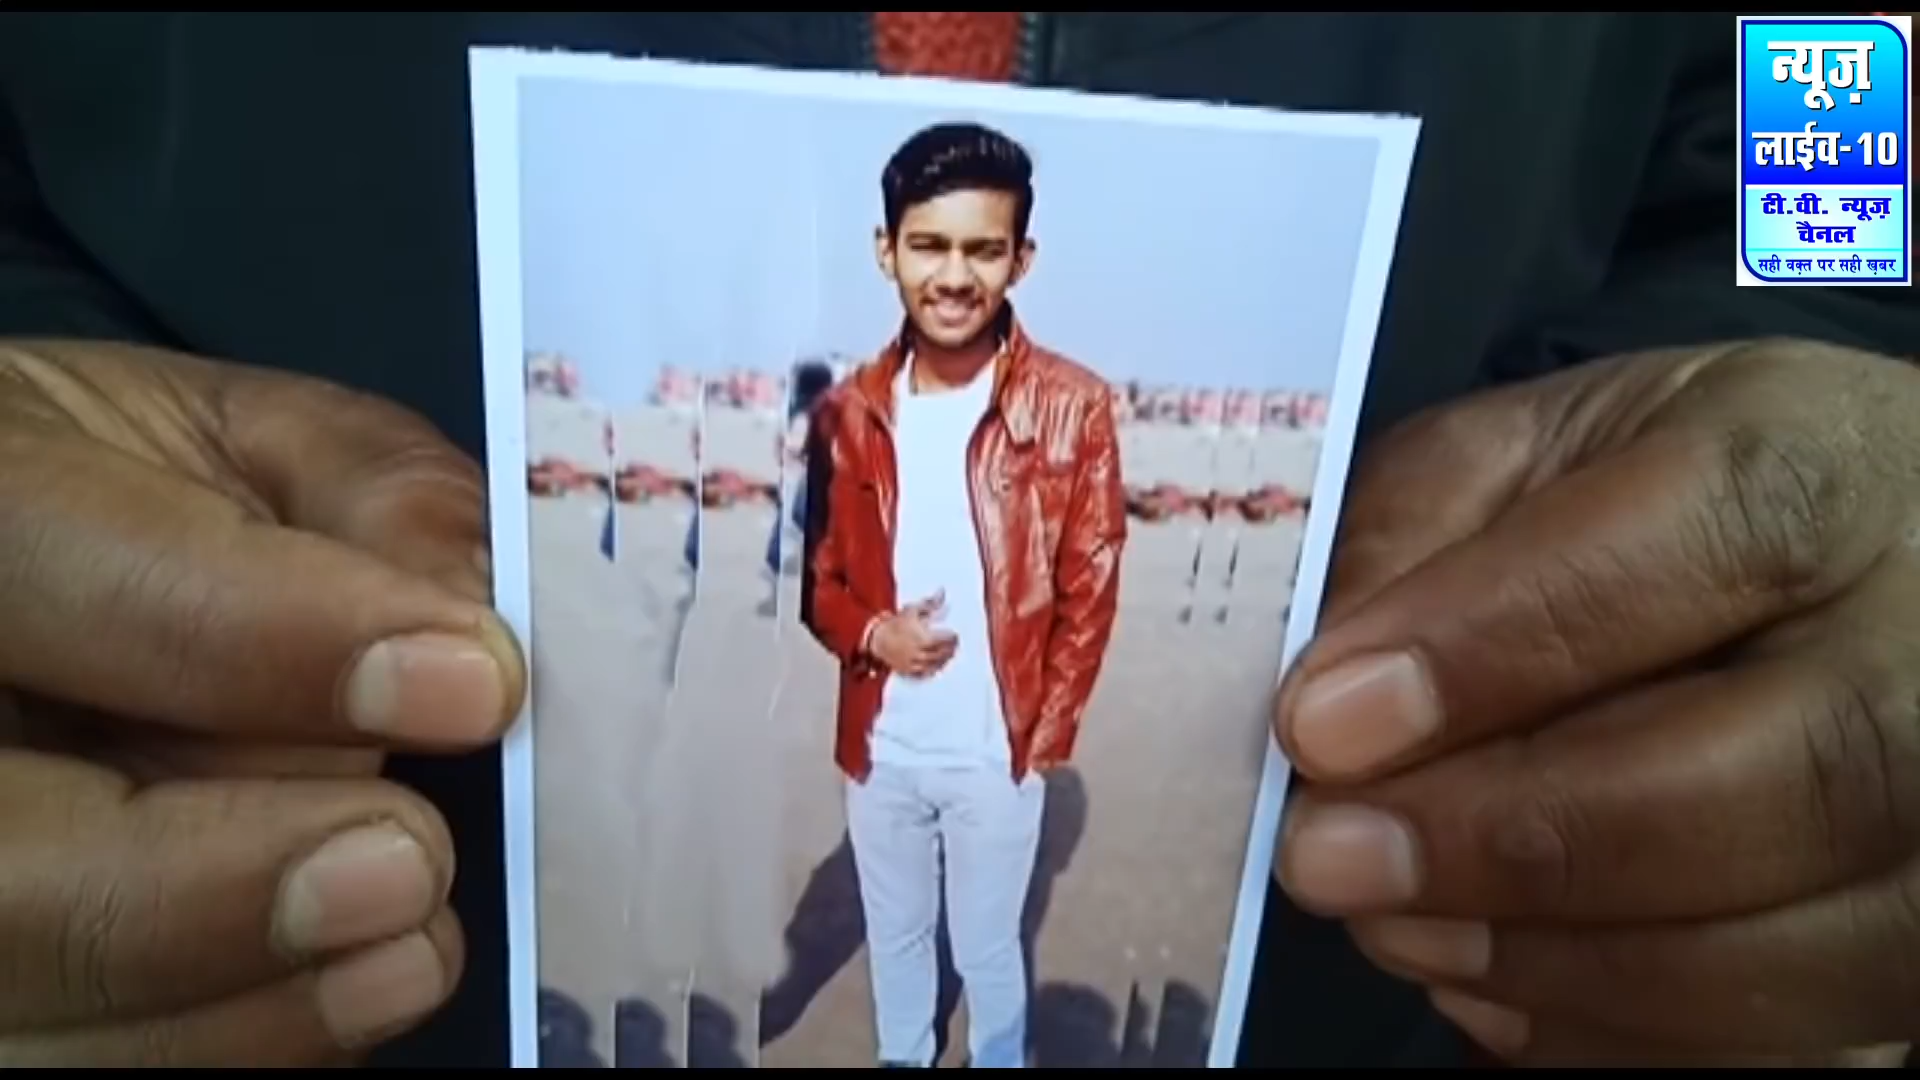 न्यूज़
लाईव-10
टी.वी. न्यूज़
चैनल
सही वक़्त पर सही ख़बर